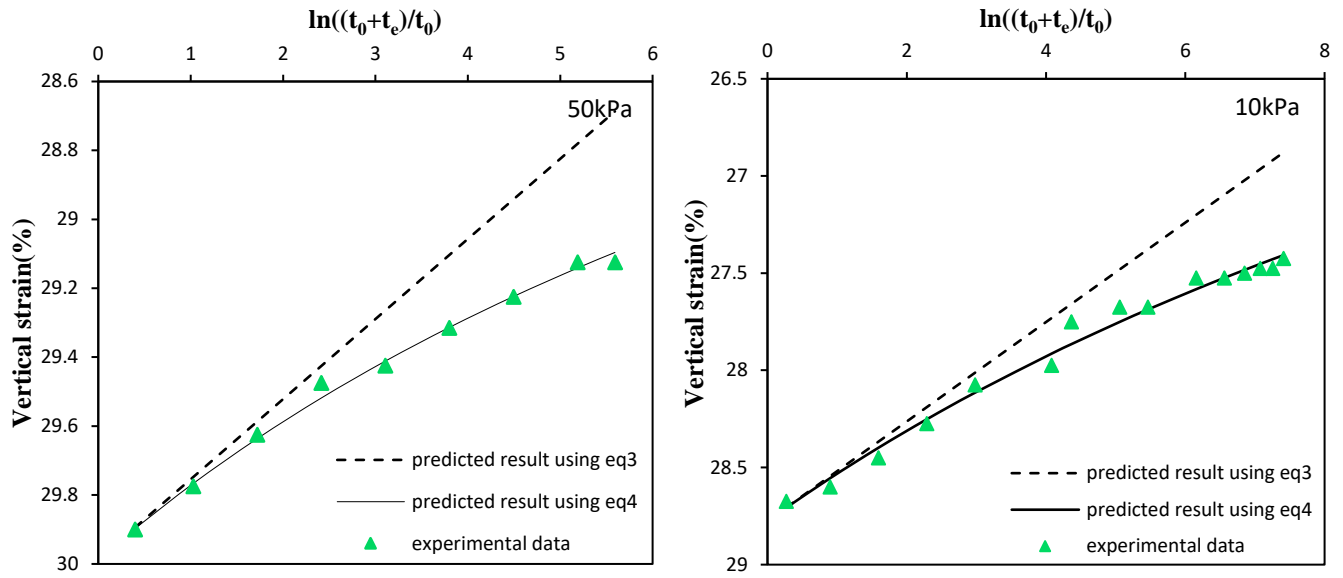 ln((t0+te)/t0)
0 1 2 3 4 5 6
28.6
28.8
29
29.2
29.4
29.6
29.8
30
Vertical strain(%)
50kPa
predicted result using eq3
predicted result using eq4
experimental data
ln((t0+te)/t0)
0 2 4 6 8
26.5
27
27.5
28
28.5
29
Vertical strain(%)
10kPa
predicted result using eq3
predicted result using eq4
experimental data